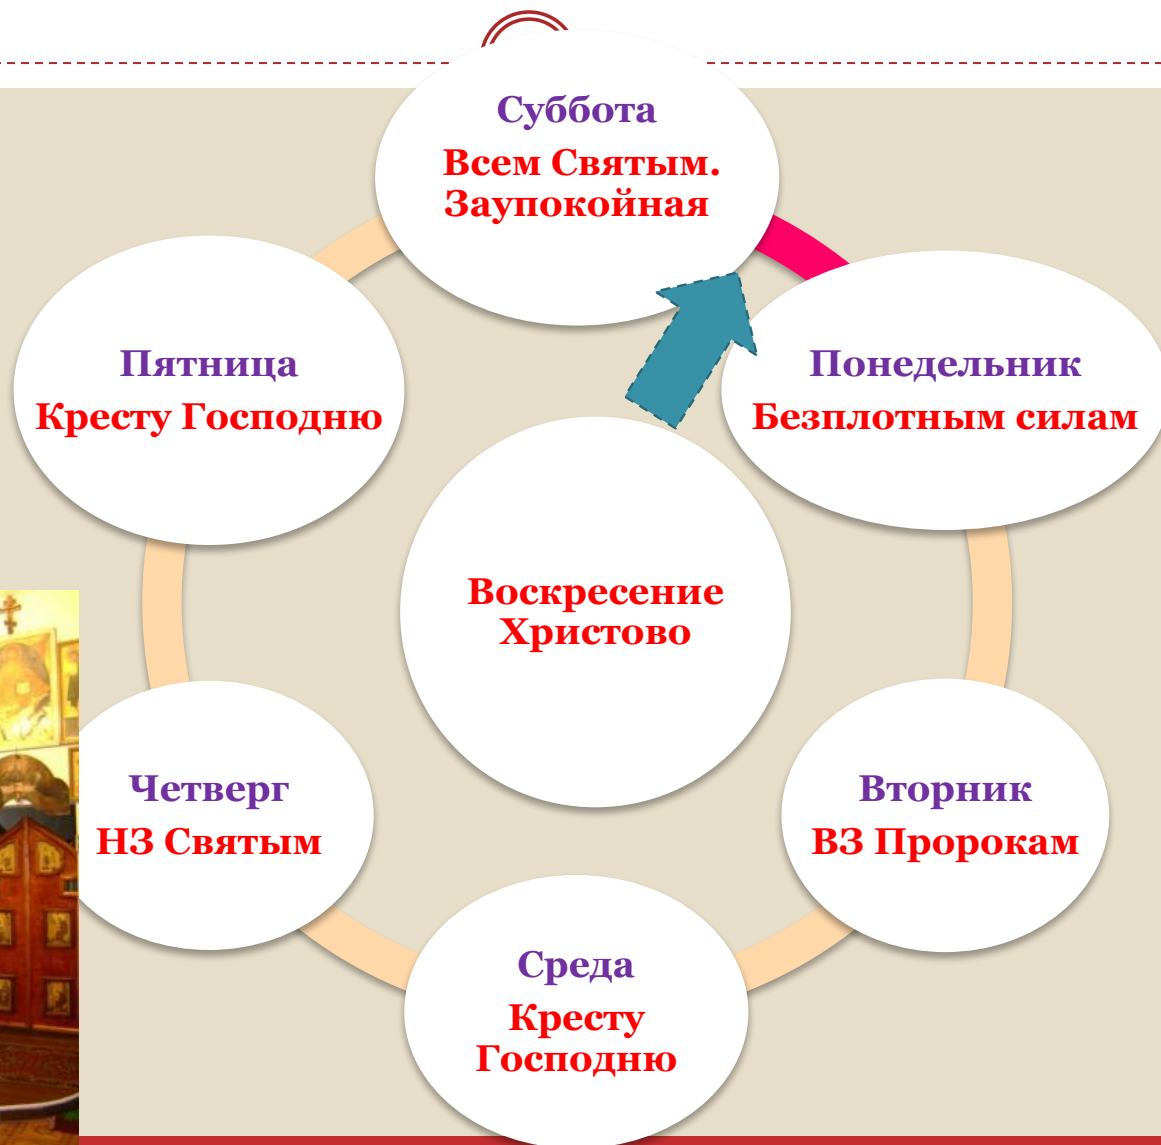 Суббота
Всем Святым.
Заупокойная
Понедельник
Безплотным силам
Вторник
ВЗ Пророкам
Среда
Кресту
Господню
Четверг
НЗ Святым
Пятница
Кресту Господню
Воскресение
Христово